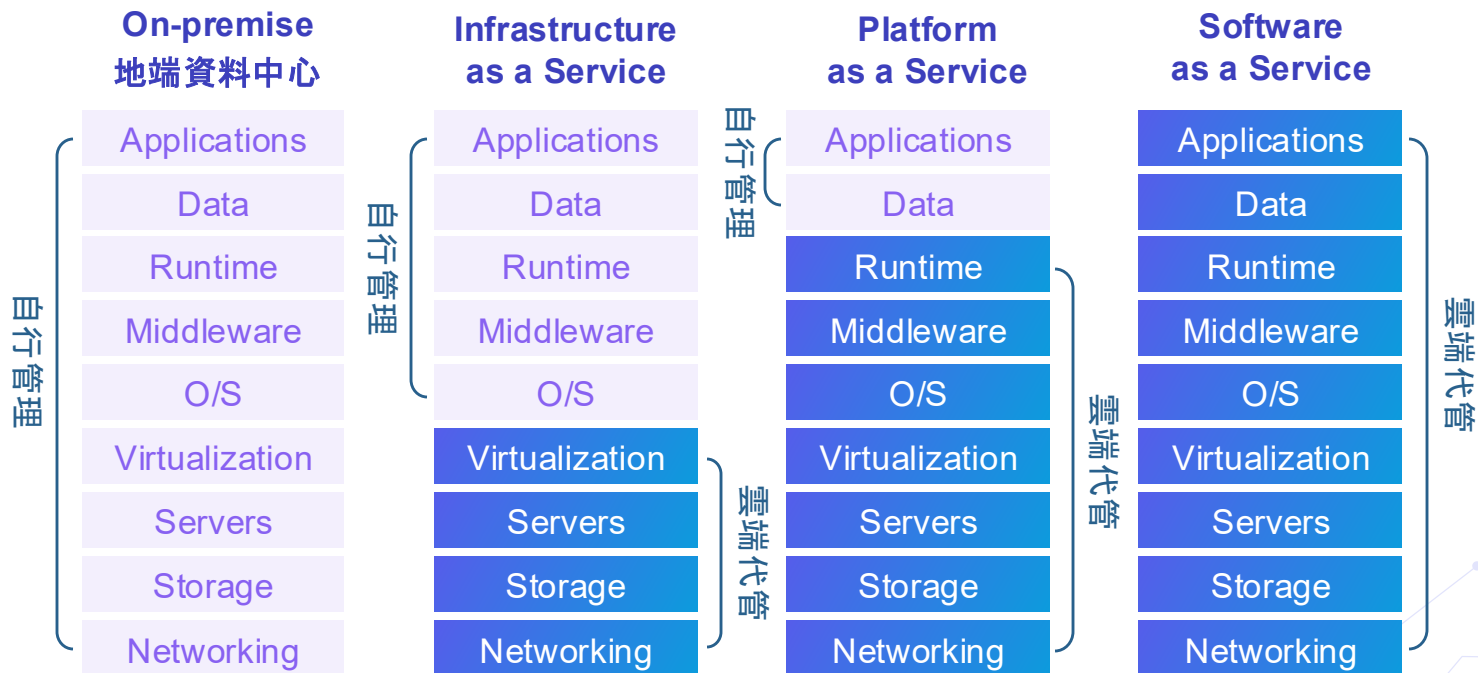 On-premise
地端資料中心
自行管理
Applications
Data
Runtime
Middleware
O/S
Virtualization
Servers
Storage
Networking
Infrastructure
as a Service
自行管理
Applications
Data
Runtime
Middleware
O/S
Virtualization
Servers
Storage
Networking
雲端代管
Platform
as a Service
自行管理
Applications
Data
Runtime
Middleware
O/S
Virtualization
Servers
Storage
Networking
雲端代管
Software
as a Service
Applications
Data
Runtime
Middleware
O/S
Virtualization
Servers
Storage
Networking
雲端代管